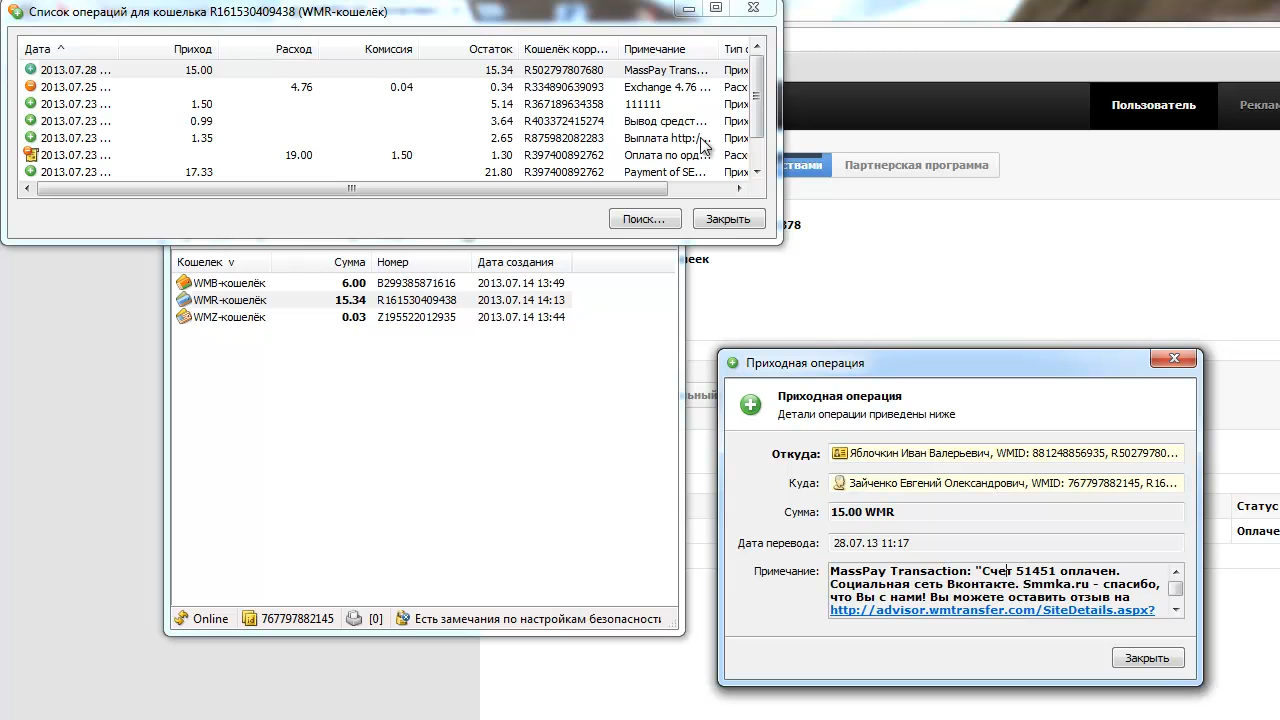 Список операций для кошелька R161530409438 (WMR-кошелёк)
Дата Приход Расход Комиссия Остаток Кошелёк корр... Примечание Тип с
2013.07.28 ... 15.00 15.34 R502797807680 MassPay Trans... Прих
2013.07.25 ... 4.76 0.04 0.34 R334890639093 Exchange 4.76 ... Расх
2013.07.23 ... 1.50 5.14 R367189634358 111111 Прих
2013.07.23 ... 0.99 3.64 R403372415274 Вывод средст... Прих
2013.07.23 ... 1.35 2.65 R875982082283 Выплата http:/... Прих
2013.07.23 ... 19.00 1.50 1.30 R397400892762 Оплата по орд... Расх
2013.07.23 ... 17.33 21.80 R397400892762 Payment of SE... Прих
Поиск... Закрыть
Пользователь Реклам
ствами Партнерская программа
378
леек
Кошелек Сумма Номер Дата создания
WMB-кошелёк 6.00 B299385871616 2013.07.14 13:49
WMR-кошелёк 15.34 R161530409438 2013.07.14 14:13
WMZ-кошелёк 0.03 Z195522012935 2013.07.14 13:44
льный
Приходная операция
Приходная операция
Детали операции приведены ниже
Откуда: Яблочкин Иван Валерьевич, WMID: 881248856935, R50279780...
Куда: Зайченко Евгений Олександрович, WMID: 767797882145, R16...
Сумма: 15.00 WMR
Дата перевода: 28.07.13 11:17
Примечание: MassPay Transaction: "Счет 51451 оплачен.
Социальная сеть Вконтакте. Smmka.ru - спасибо,
что Вы с нами! Вы можете оставить отзыв на
http://advisor.wmtransfer.com/SiteDetails.aspx?
Закрыть
Статус
Оплаче
Online 767797882145 [0] Есть замечания по настройкам безопасности